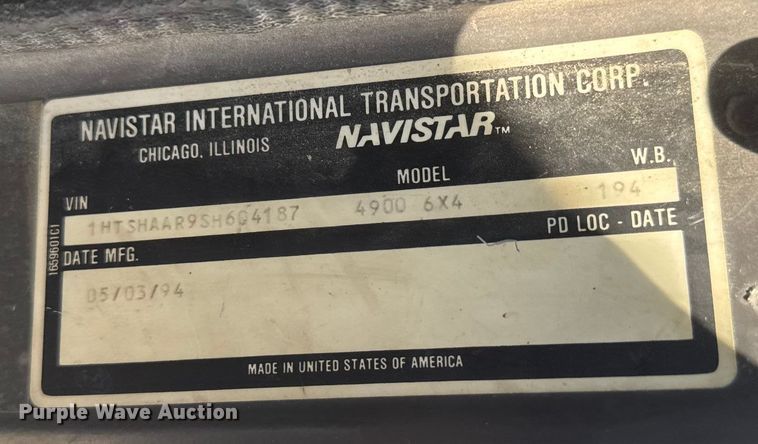 NAVISTAR INTERNATIONAL TRANSPORTATION CORP.
CHICAGO, ILLINOIS NAVISTAR™
VIN MODEL W.B.
1HTSHAAR9SH604187 4900 6X4 194
DATE MFG. PD LOC - DATE
05/03/94
MADE IN UNITED STATES OF AMERICA
1659601C1
Purple Wave Auction